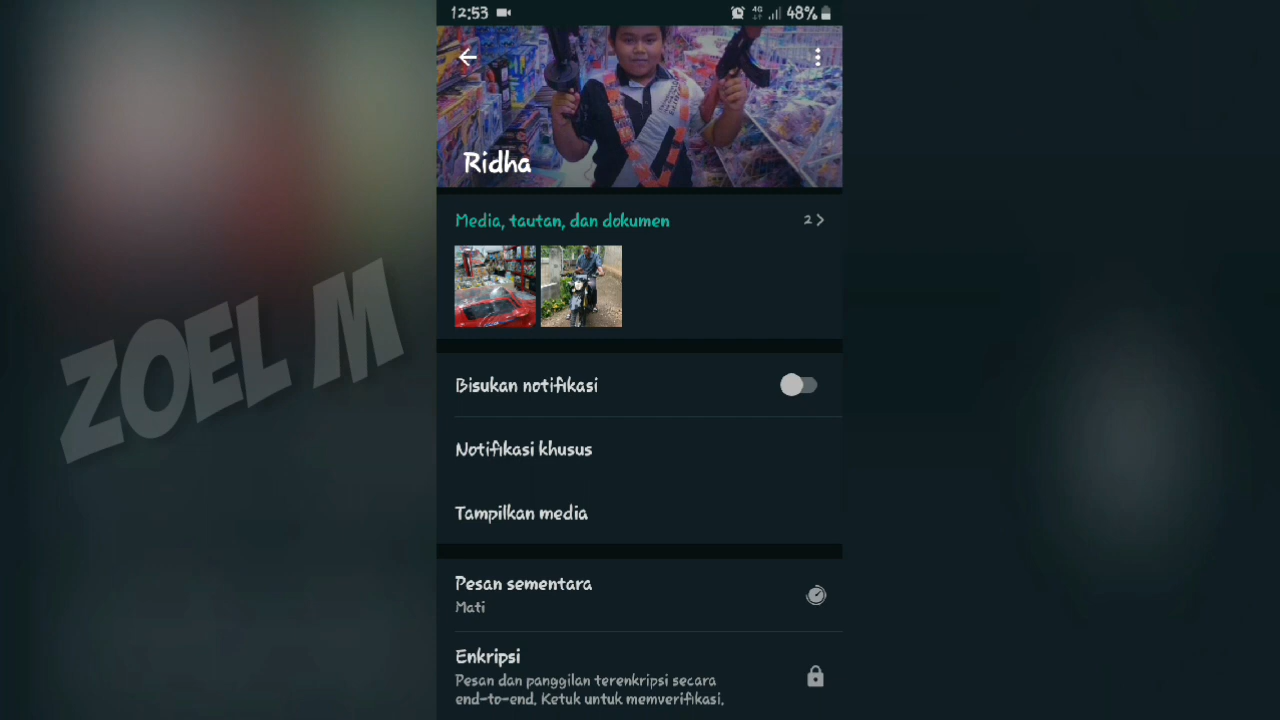 12:53
4G
48%
Ridha
Media, tautan, dan dokumen
2
ZOEL M
Bisukan notifikasi
Notifikasi khusus
Tampilkan media
Pesan sementara
Mati
Enkripsi
Pesan dan panggilan terenkripsi secara
end-to-end. Ketuk untuk memverifikasi.